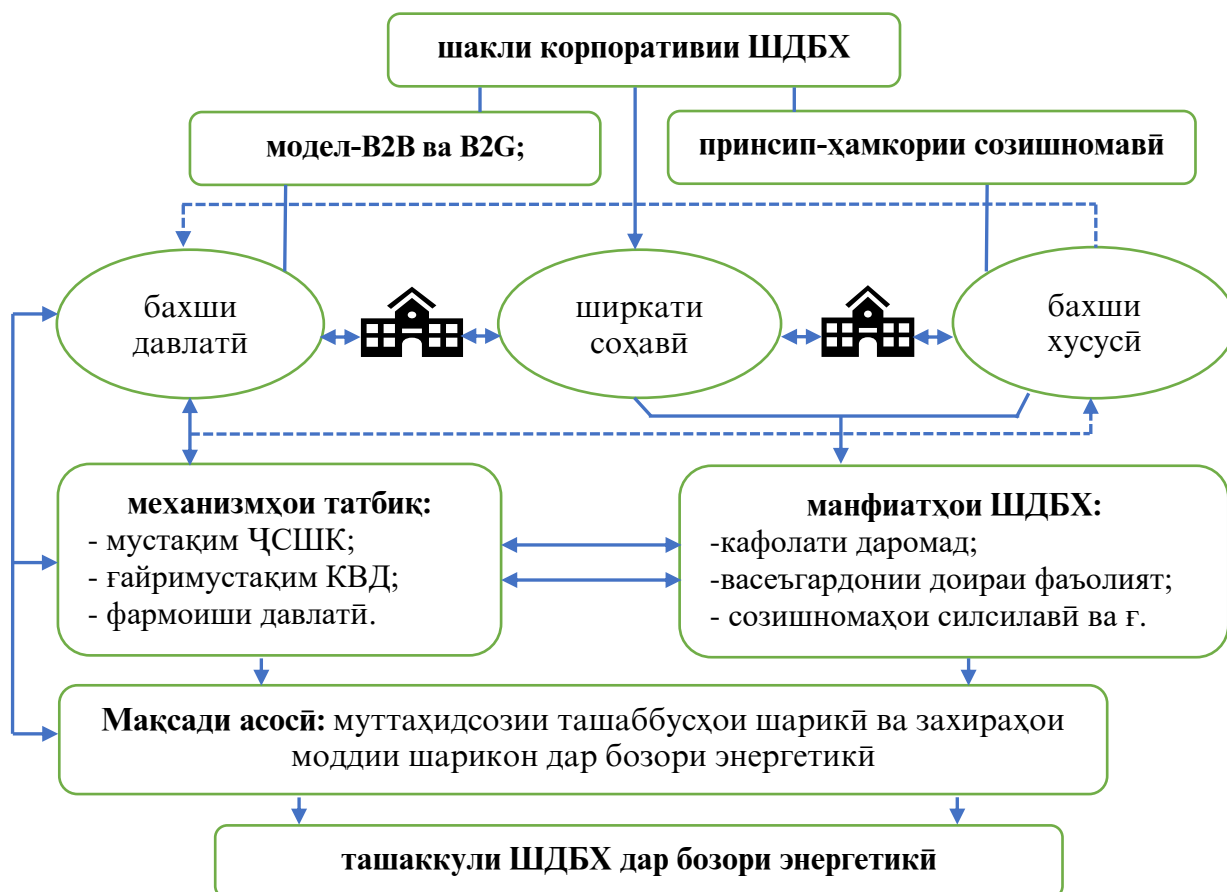 шакли корпоративии ШДБХ
модел-B2B ва B2G;
принсип-ҳамкории созишномавӣ
бахши
давлатӣ
ширкати
соҳавӣ
бахши
хусусӣ
механизмҳои татбиқ:
- мустақим ҶСШК;
- ғайримустақим КВД;
- фармоиши давлатӣ.
манфиатҳои ШДБХ:
-кафолати даромад;
-васеъгардонии доираи фаъолият;
- созишномаҳои силсилавӣ ва ғ.
Мақсади асосӣ: муттаҳидсозии ташаббусҳои шарикӣ ва захираҳои
моддии шарикон дар бозори энергетикӣ
ташаккули ШДБХ дар бозори энергетикӣ